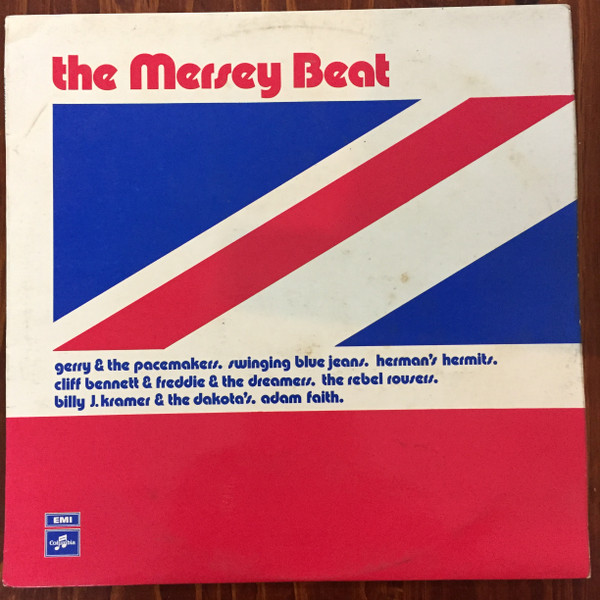 the Mersey Beat
gerry & the pacemakers. swinging blue jeans. herman's hermits.
cliff bennett & freddie & the dreamers. the rebel rousers.
billy J. kramer & the dakota's. adam faith.
EMI
Columbia